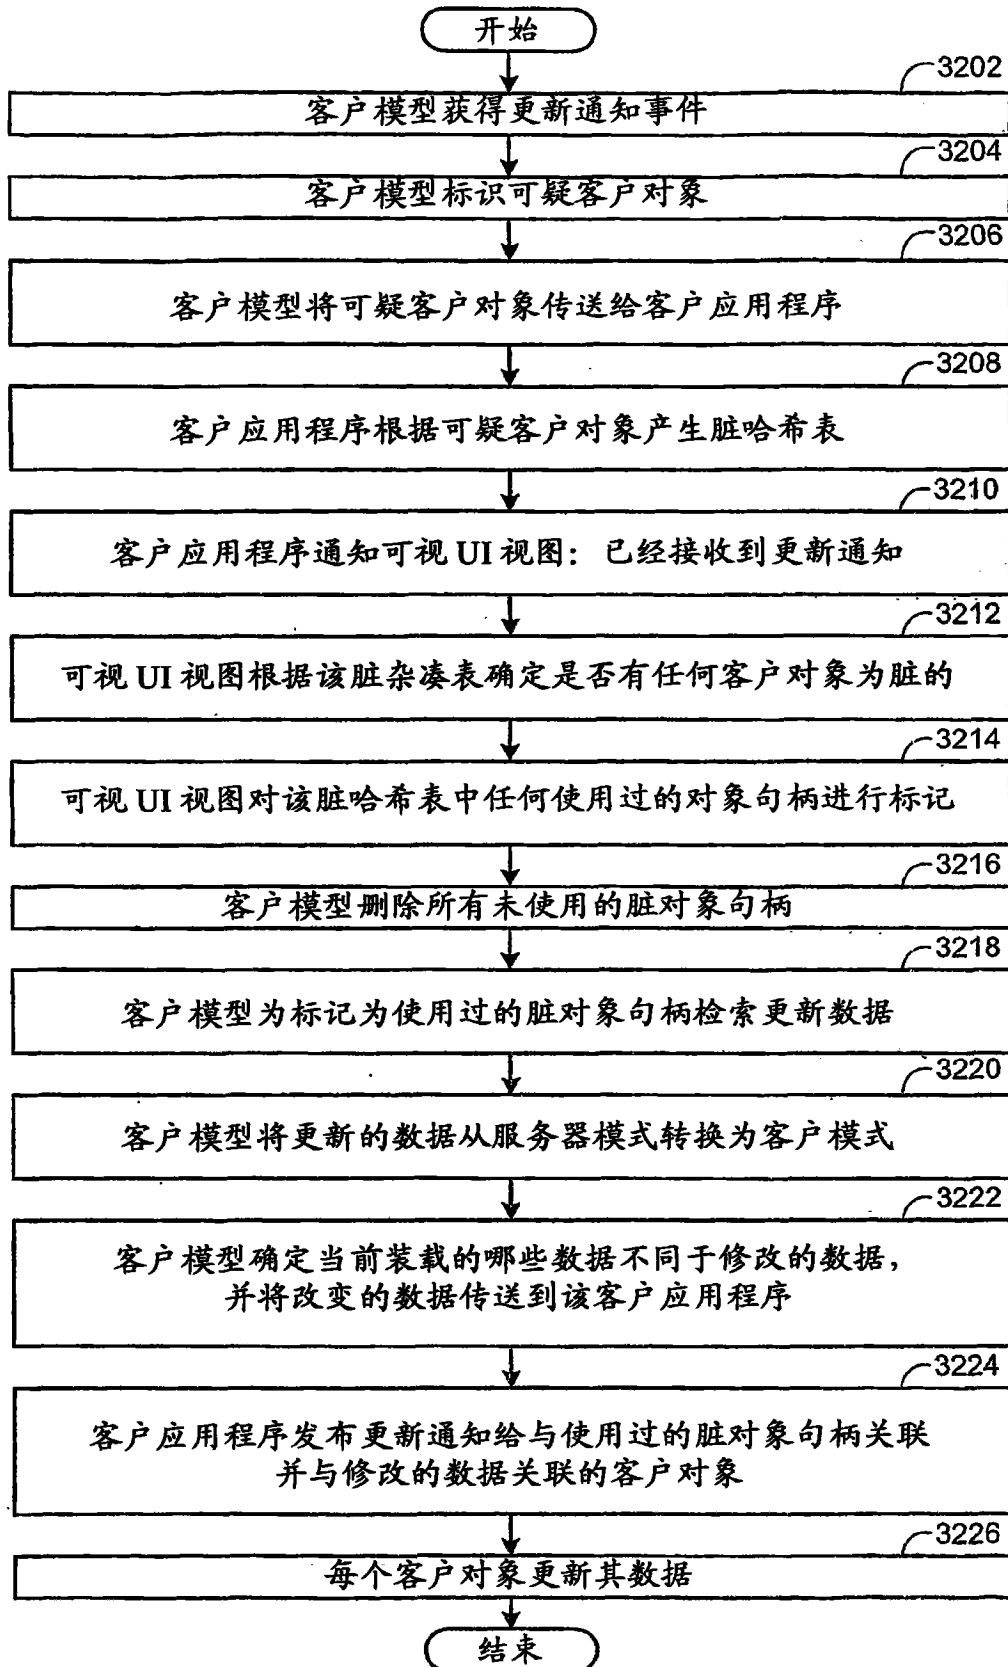 开始
3202
客户模型获得更新通知事件
3204
客户模型标识可疑客户对象
3206
客户模型将可疑客户对象传送给客户应用程序
3208
客户应用程序根据可疑客户对象产生脏哈希表
3210
客户应用程序通知可视 UI 视图：已经接收到更新通知
3212
可视 UI 视图根据该脏杂凑表确定是否有任何客户对象为脏的
3214
可视 UI 视图对该脏哈希表中任何使用过的对象句柄进行标记
3216
客户模型删除所有未使用的脏对象句柄
3218
客户模型为标记为使用过的脏对象句柄检索更新数据
3220
客户模型将更新的数据从服务器模式转换为客户模式
3222
客户模型确定当前装载的哪些数据不同于修改的数据，
并将改变的数据传送到该客户应用程序
3224
客户应用程序发布更新通知给与使用过的脏对象句柄关联
并与修改的数据关联的客户对象
3226
每个客户对象更新其数据
结束